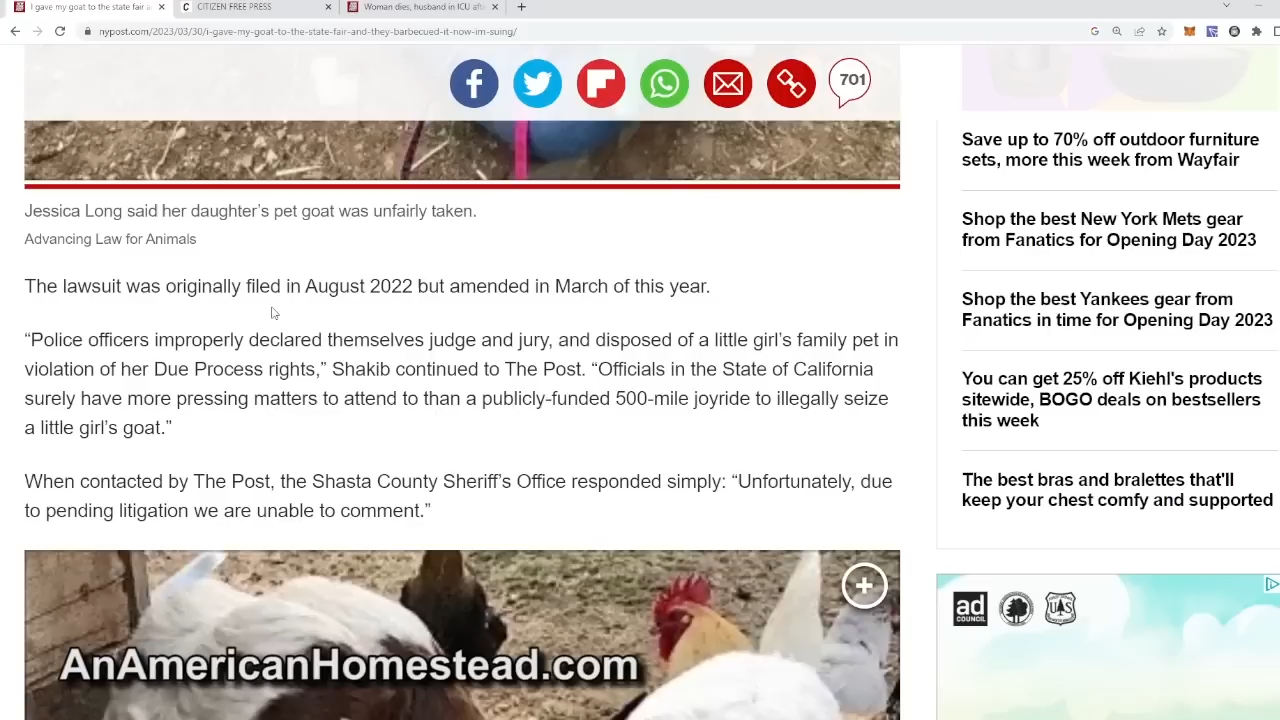 I gave my goat to the state fair a
CITIZEN FREE PRESS
Woman dies, husband in ICU afte
nypost.com/2023/03/30/i-gave-my-goat-to-the-state-fair-and-they-barbecued-it-now-im-suing/
701
Jessica Long said her daughter's pet goat was unfairly taken.
Advancing Law for Animals
The lawsuit was originally filed in August 2022 but amended in March of this year.
“Police officers improperly declared themselves judge and jury, and disposed of a little girl’s family pet in
violation of her Due Process rights,” Shakib continued to The Post. “Officials in the State of California
surely have more pressing matters to attend to than a publicly-funded 500-mile joyride to illegally seize
a little girl’s goat.”
When contacted by The Post, the Shasta County Sheriff’s Office responded simply: “Unfortunately, due
to pending litigation we are unable to comment.”
AnAmericanHomestead.com
Save up to 70% off outdoor furniture
sets, more this week from Wayfair
Shop the best New York Mets gear
from Fanatics for Opening Day 2023
Shop the best Yankees gear from
Fanatics in time for Opening Day 2023
You can get 25% off Kiehl's products
sitewide, BOGO deals on bestsellers
this week
The best bras and bralettes that'll
keep your chest comfy and supported
ad
COUNCIL
UAS